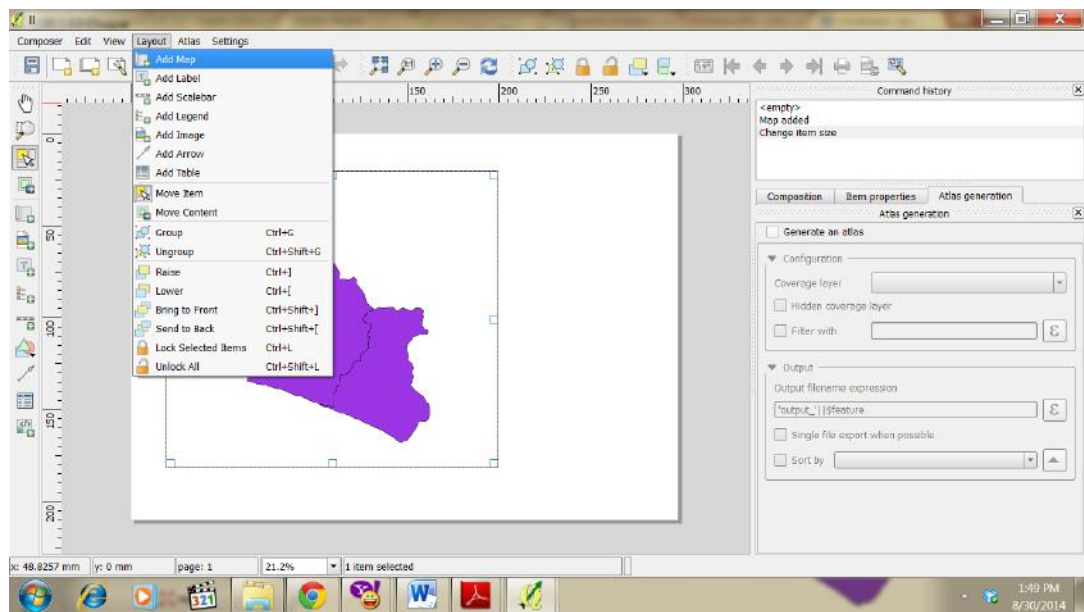 II
Composer Edit View Layout Atlas Settings
Add Map
Add Label
Add Scalebar
Add Legend
Add Image
Add Arrow
Add Table
Move Item
Move Content
Group Ctrl+G
Ungroup Ctrl+Shift+G
Raise Ctrl+]
Lower Ctrl+[
Bring to Front Ctrl+Shift+]
Send to Back Ctrl+Shift+[
Lock Selected Items Ctrl+L
Unlock All Ctrl+Shift+L
150 200 250 300
0
50
100
150
200
Command history
<empty>
Map added
Change item size
Composition Item properties Atlas generation
Atlas generation
Generate an atlas
Configuration
Coverage layer
Hidden coverage layer
Filter with
Output
Output filename expression
'output_'||$feature
Single file export when possible
Sort by
x: 48.8257 mm y: 0 mm page: 1 21.2% 1 item selected
321
W
1:49 PM
8/30/2014